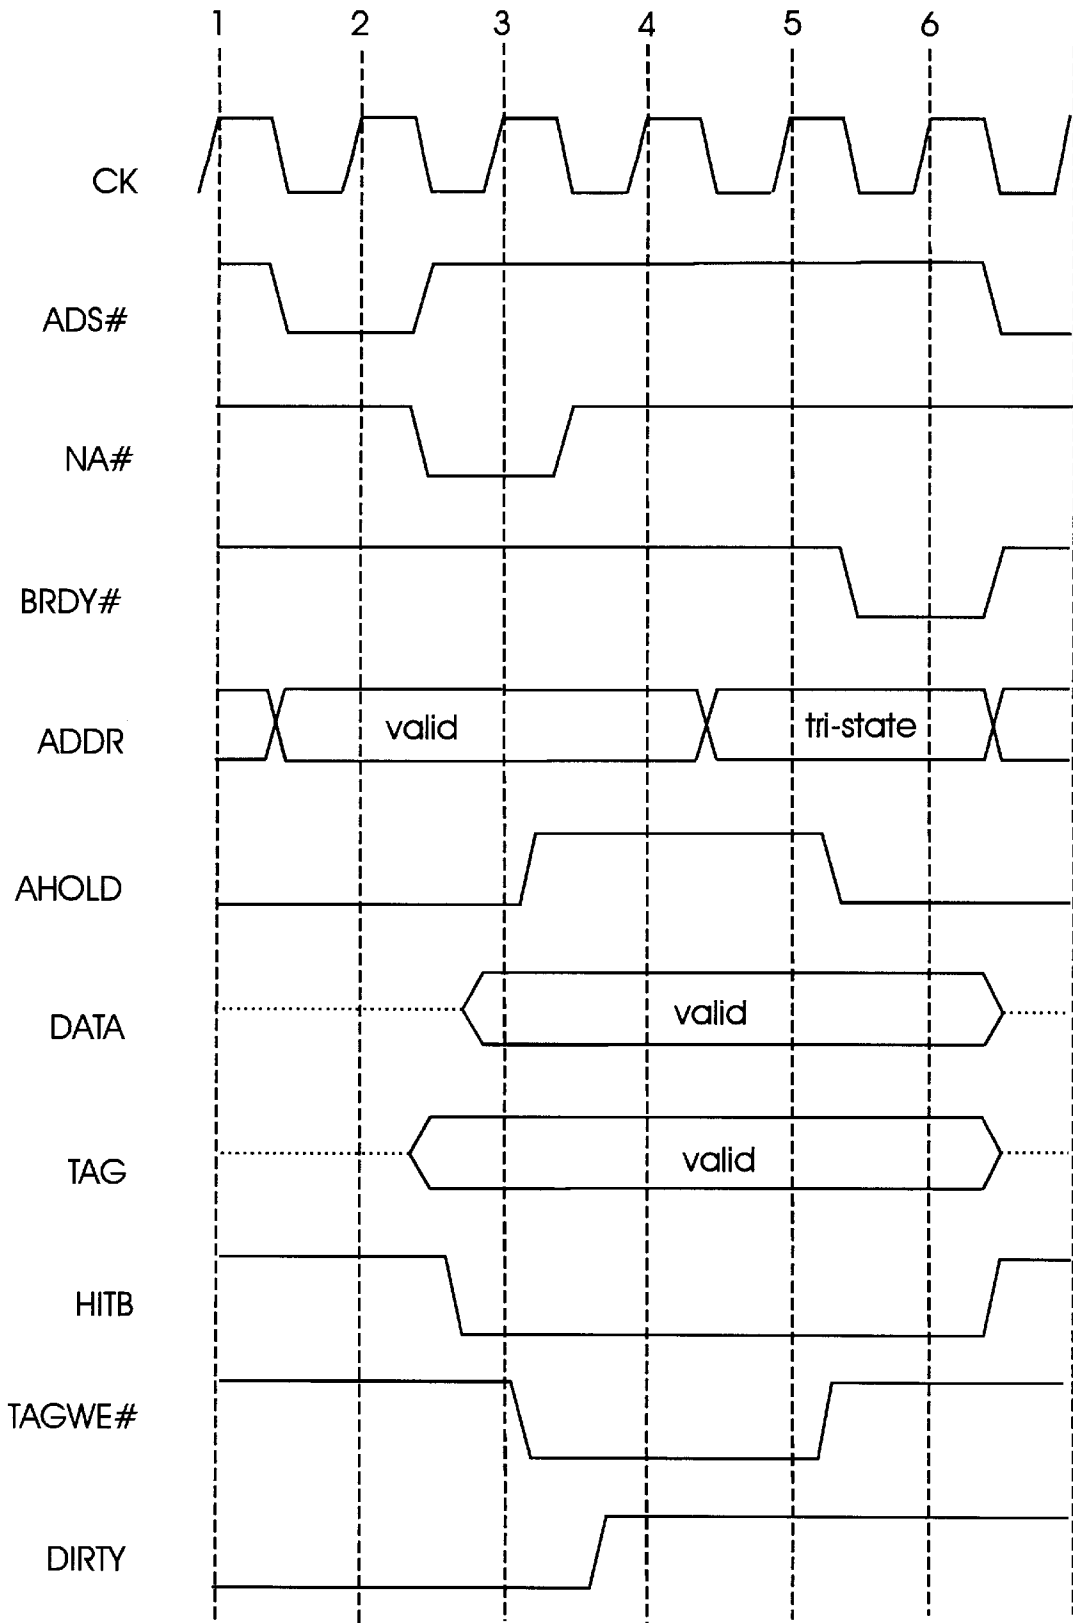 1 2 3 4 5 6
CK
ADS#
NA#
BRDY#
ADDR valid tri-state
AHOLD
DATA valid
TAG valid
HITB
TAGWE#
DIRTY